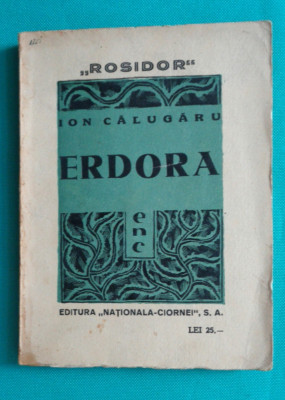 „ROSIDOR“
ION CĂLUGĂRU
ERDORA
enc
EDITURA „NAȚIONALA-CIORNEI“, S. A.
LEI 25.—